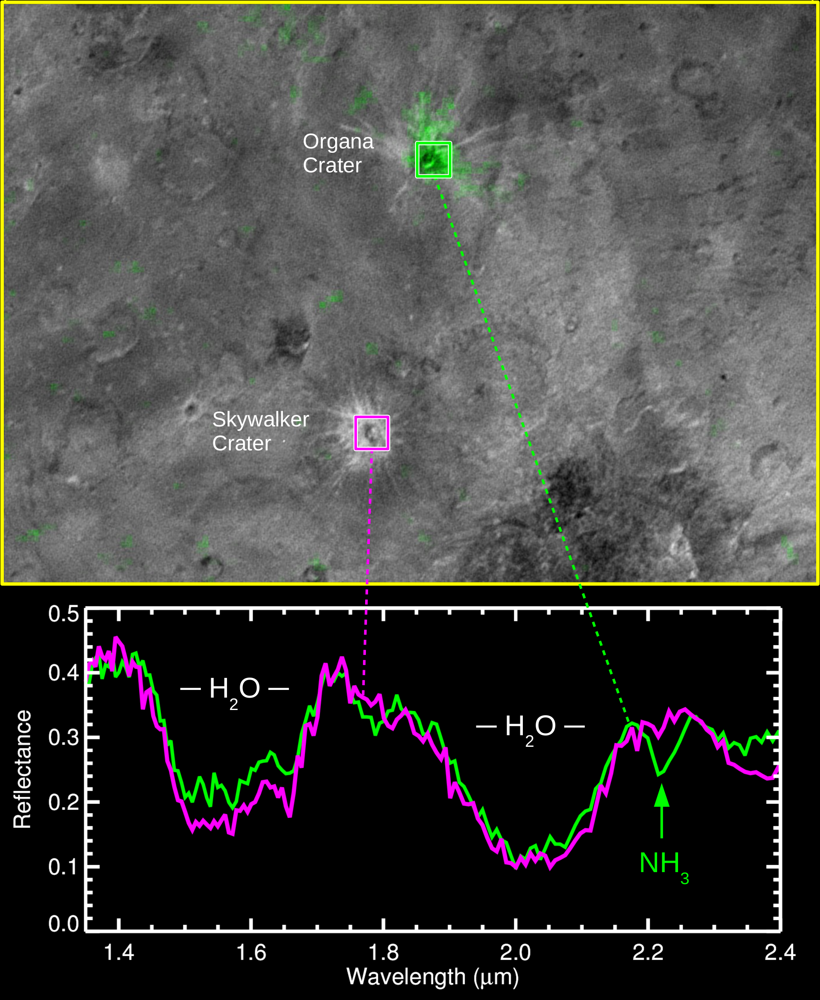 Organa
Crater
Skywalker
Crater
0.5
0.4
0.3
0.2
0.1
0.0
Reflectance
— H₂O —
— H₂O —
NH₃
1.4 1.6 1.8 2.0 2.2 2.4
Wavelength (μm)